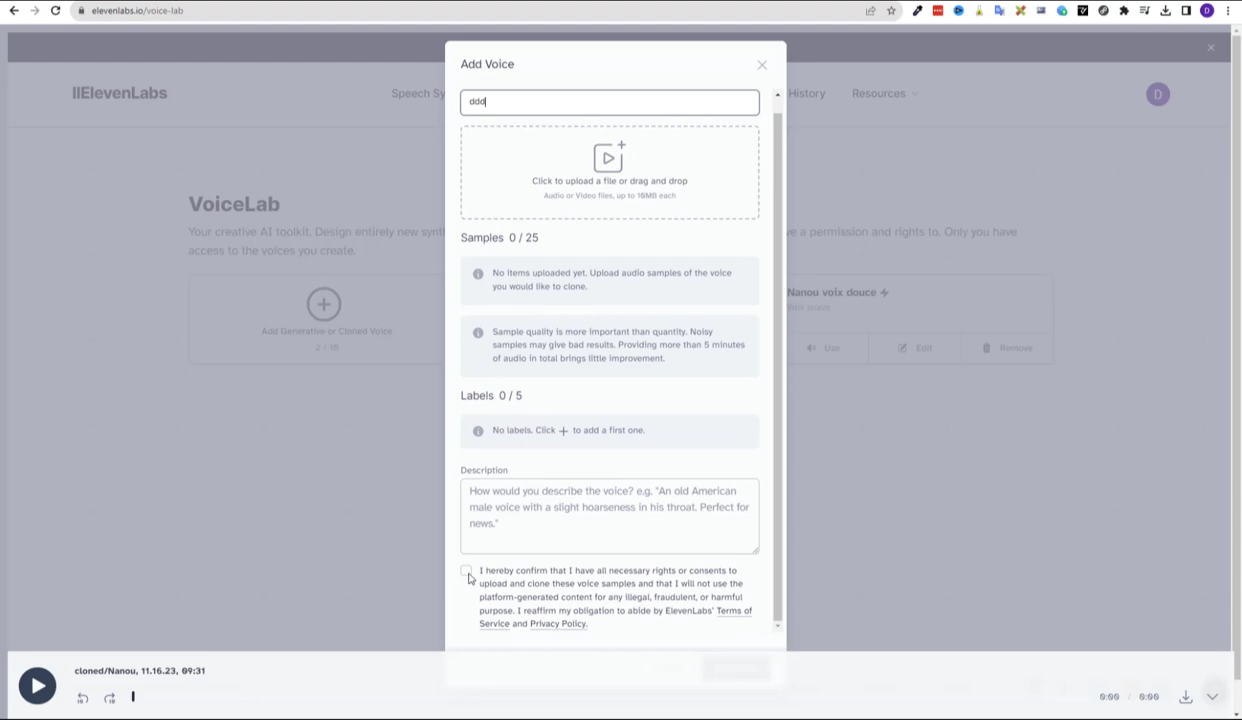 elevenlabs.io/voice-lab
Add Voice
IIElevenLabs
Speech Sy
History
Resources
D
ddd
Click to upload a file or drag and drop
Audio or Video files, up to 10MB each
VoiceLab
Your creative AI toolkit. Design entirely new synt
ve a permission and rights to. Only you have
access to the voices you create.
Samples 0 / 25
No items uploaded yet. Upload audio samples of the voice
you would like to clone.
Add Generative or Cloned Voice
2 / 10
Nanou voix douce
Use
Edit
Remove
Sample quality is more important than quantity. Noisy
samples may give bad results. Providing more than 5 minutes
of audio in total brings little improvement.
Labels 0 / 5
No labels. Click + to add a first one.
Description
How would you describe the voice? e.g. "An old American
male voice with a slight hoarseness in his throat. Perfect for
news."
I hereby confirm that I have all necessary rights or consents to
upload and clone these voice samples and that I will not use the
platform-generated content for any illegal, fraudulent, or harmful
purpose. I reaffirm my obligation to abide by ElevenLabs' Terms of
Service and Privacy Policy.
cloned/Nanou, 11.16.23, 09:31
0:00 / 0:00